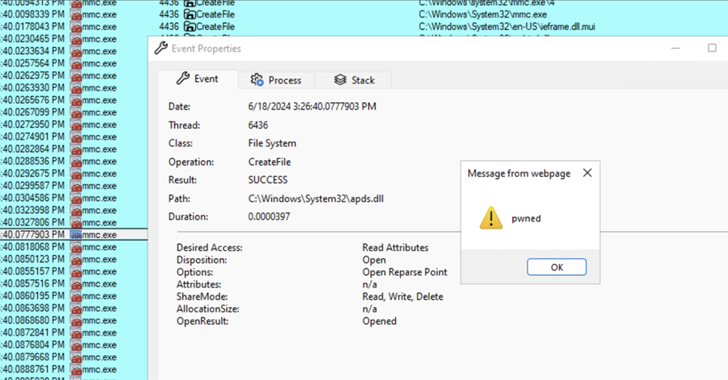 40.0094313 PM mmc.exe 4436 CreateFile C:\Windows\system32\mmc.exe\4
40.0098339 PM mmc.exe 4436 CreateFile C:\Windows\System32\mmc.exe\4
40.0178043 PM mmc.exe 4436 CreateFile C:\Windows\System32\en-US\ieframe.dll.mui
40.0230465 PM mmc.exe
40.0233634 PM mmc.exe
40.0257564 PM mmc.exe
40.0262975 PM mmc.exe
40.0263930 PM mmc.exe
40.0265676 PM mmc.exe
40.0267099 PM mmc.exe
40.0272950 PM mmc.exe
40.0274901 PM mmc.exe
40.0282864 PM mmc.exe
40.0288536 PM mmc.exe
40.0292675 PM mmc.exe
40.0299587 PM mmc.exe
40.0304586 PM mmc.exe
40.0323998 PM mmc.exe
40.0327806 PM mmc.exe
40.0777903 PM mmc.exe
40.0818068 PM mmc.exe
40.0850123 PM mmc.exe
40.0855157 PM mmc.exe
40.0857516 PM mmc.exe
40.0860195 PM mmc.exe
40.0863698 PM mmc.exe
40.0868680 PM mmc.exe
40.0872841 PM mmc.exe
40.0876804 PM mmc.exe
40.0879668 PM mmc.exe
40.0888761 PM mmc.exe
Event Properties
Event Process Stack
Date: 6/18/2024 3:26:40.0777903 PM
Thread: 6436
Class: File System
Operation: CreateFile
Result: SUCCESS
Path: C:\Windows\System32\apds.dll
Duration: 0.0000397
Desired Access: Read Attributes
Disposition: Open
Options: Open Reparse Point
Attributes: n/a
ShareMode: Read, Write, Delete
AllocationSize: n/a
OpenResult: Opened
Message from webpage
pwned
OK